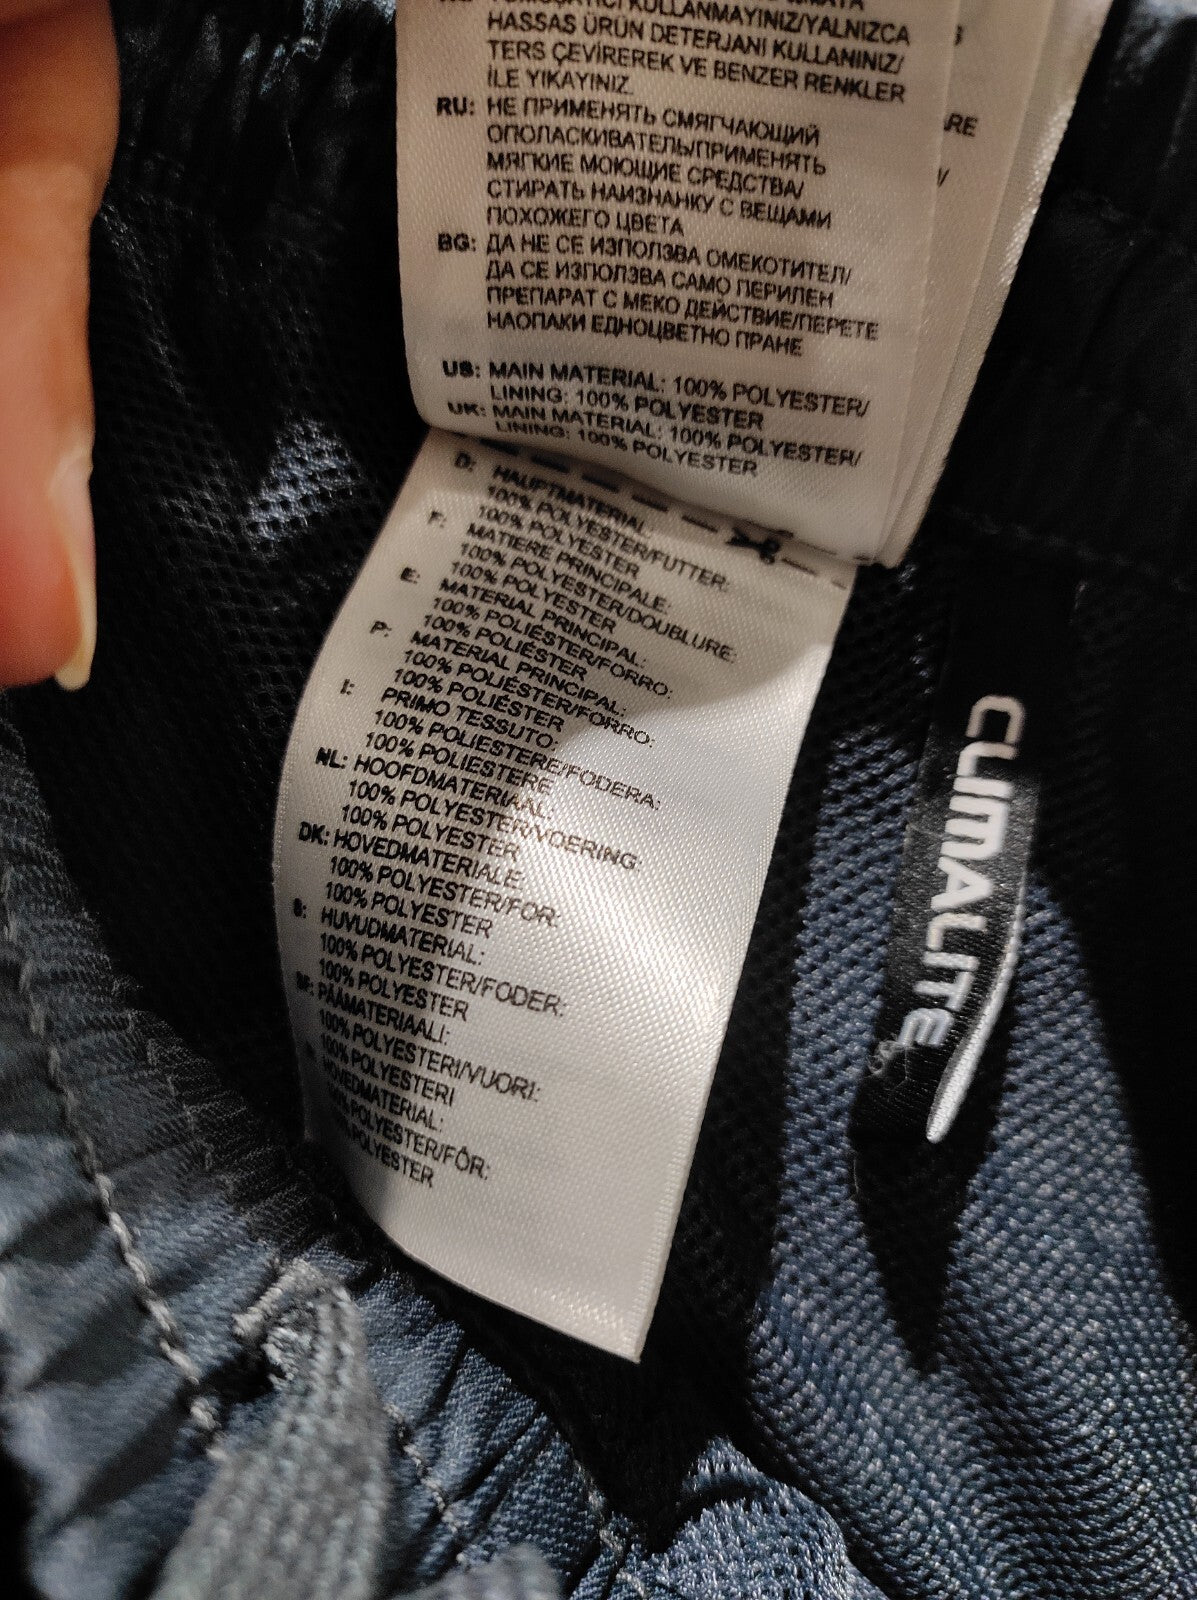 YUMUŞATICI KULLANMAYINIZ/YALNIZCA
HASSAS ÜRÜN DETERJANI KULLANINIZ/
TERS ÇEVİREREK VE BENZER RENKLER
İLE YIKAYINIZ.
RU: НЕ ПРИМЕНЯТЬ СМЯГЧАЮЩИЙ
ОПОЛАСКИВАТЕЛЬ/ПРИМЕНЯТЬ
МЯГКИЕ МОЮЩИЕ СРЕДСТВА/
СТИРАТЬ НАИЗНАНКУ С ВЕЩАМИ
ПОХОЖЕГО ЦВЕТА
BG: ДА НЕ СЕ ИЗПОЛЗВА ОМЕКОТИТЕЛ/
ДА СЕ ИЗПОЛЗВА САМО ПЕРИЛЕН
ПРЕПАРАТ С МЕКО ДЕЙСТВИЕ/ПЕРЕТЕ
НАОПАКИ ЕДНОЦВЕТНО ПРАНЕ
US: MAIN MATERIAL: 100% POLYESTER/
LINING: 100% POLYESTER
UK: MAIN MATERIAL: 100% POLYESTER/
LINING: 100% POLYESTER
D: HAUPTMATERIAL:
100% POLYESTER/FUTTER:
100% POLYESTER
F: MATIERE PRINCIPALE:
100% POLYESTER/DOUBLURE:
100% POLYESTER
E: MATERIAL PRINCIPAL:
100% POLIÉSTER/FORRO:
100% POLIÉSTER
P: MATERIAL PRINCIPAL:
100% POLIÉSTER/FORRO:
100% POLIÉSTER
I: PRIMO TESSUTO:
100% POLIESTERE/FODERA:
100% POLIESTERE
NL: HOOFDMATERIAAL:
100% POLYESTER/VOERING:
100% POLYESTER
DK: HOVEDMATERIALE:
100% POLYESTER/FOR:
100% POLYESTER
S: HUVUDMATERIAL:
100% POLYESTER/FODER:
100% POLYESTER
SF: PÄÄMATERIAALI:
100% POLYESTERI/VUORI:
100% POLYESTERI
HOVEDMATERIAL:
100% POLYESTER/FÔR:
POLYESTER
CLIMALITE